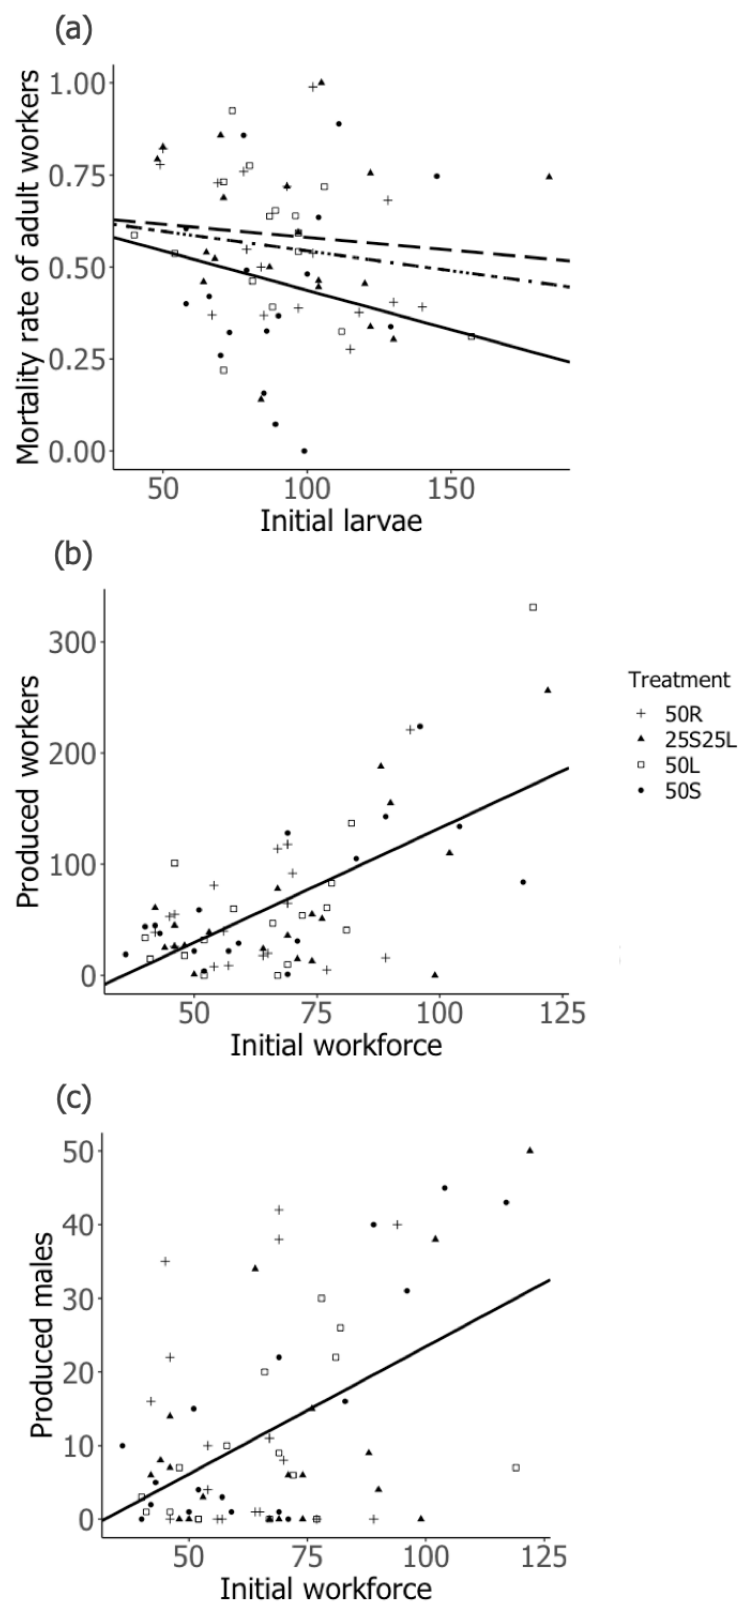 (a)
Mortality rate of adult workers
1.00
0.75
0.50
0.25
0.00
50 100 150
Initial larvae
(b)
Produced workers
300
200
100
0
50 75 100 125
Initial workforce
Treatment
50R
25S25L
50L
50S
(c)
Produced males
50
40
30
20
10
0
50 75 100 125
Initial workforce